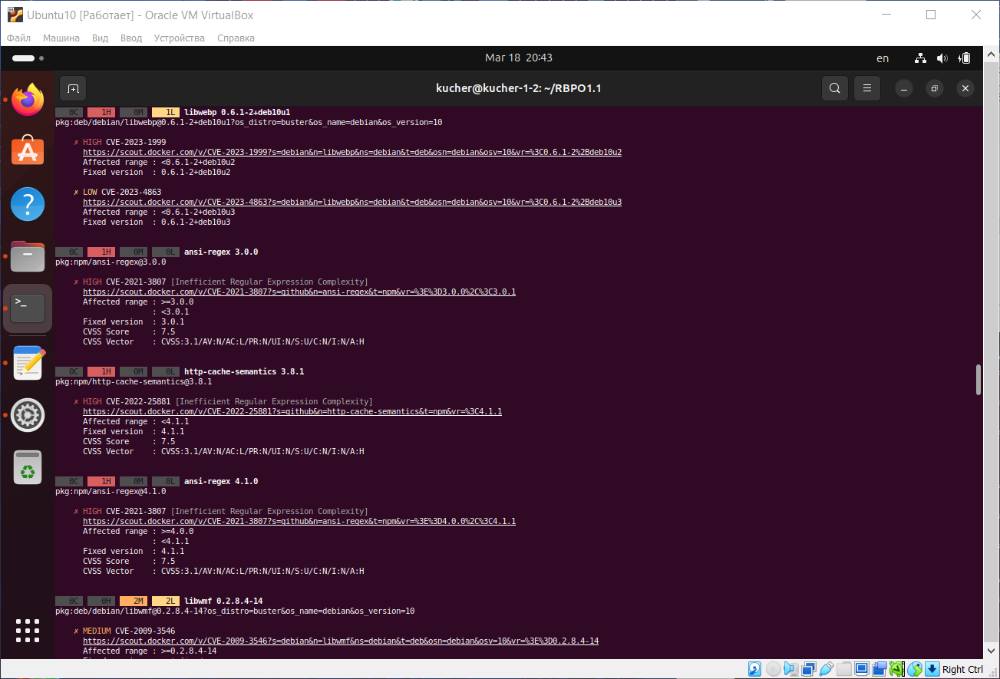 Ubuntu10 [Работает] - Oracle VM VirtualBox
Файл Машина Вид Ввод Устройства Справка
Mar 18 20:43
en
kucher@kucher-1-2: ~/RBPO1.1
0C 1H 0M 1L libwebp 0.6.1-2+deb10u1
pkg:deb/debian/libwebp@0.6.1-2+deb10u1?os_distro=buster&os_name=debian&os_version=10
✗ HIGH CVE-2023-1999
https://scout.docker.com/v/CVE-2023-1999?s=debian&n=libwebp&ns=debian&t=deb&osn=debian&osv=10&vr=%3C0.6.1-2%2Bdeb10u2
Affected range : <0.6.1-2+deb10u2
Fixed version : 0.6.1-2+deb10u2
✗ LOW CVE-2023-4863
https://scout.docker.com/v/CVE-2023-4863?s=debian&n=libwebp&ns=debian&t=deb&osn=debian&osv=10&vr=%3C0.6.1-2%2Bdeb10u3
Affected range : <0.6.1-2+deb10u3
Fixed version : 0.6.1-2+deb10u3
0C 1H 0M 0L ansi-regex 3.0.0
pkg:npm/ansi-regex@3.0.0
✗ HIGH CVE-2021-3807 [Inefficient Regular Expression Complexity]
https://scout.docker.com/v/CVE-2021-3807?s=github&n=ansi-regex&t=npm&vr=%3E%3D3.0.0%2C%3C3.0.1
Affected range : >=3.0.0
: <3.0.1
Fixed version : 3.0.1
CVSS Score : 7.5
CVSS Vector : CVSS:3.1/AV:N/AC:L/PR:N/UI:N/S:U/C:N/I:N/A:H
0C 1H 0M 0L http-cache-semantics 3.8.1
pkg:npm/http-cache-semantics@3.8.1
✗ HIGH CVE-2022-25881 [Inefficient Regular Expression Complexity]
https://scout.docker.com/v/CVE-2022-25881?s=github&n=http-cache-semantics&t=npm&vr=%3C4.1.1
Affected range : <4.1.1
Fixed version : 4.1.1
CVSS Score : 7.5
CVSS Vector : CVSS:3.1/AV:N/AC:L/PR:N/UI:N/S:U/C:N/I:N/A:H
0C 1H 0M 0L ansi-regex 4.1.0
pkg:npm/ansi-regex@4.1.0
✗ HIGH CVE-2021-3807 [Inefficient Regular Expression Complexity]
https://scout.docker.com/v/CVE-2021-3807?s=github&n=ansi-regex&t=npm&vr=%3E%3D4.0.0%2C%3C4.1.1
Affected range : >=4.0.0
: <4.1.1
Fixed version : 4.1.1
CVSS Score : 7.5
CVSS Vector : CVSS:3.1/AV:N/AC:L/PR:N/UI:N/S:U/C:N/I:N/A:H
0C 0H 2M 2L libwmf 0.2.8.4-14
pkg:deb/debian/libwmf@0.2.8.4-14?os_distro=buster&os_name=debian&os_version=10
✗ MEDIUM CVE-2009-3546
https://scout.docker.com/v/CVE-2009-3546?s=debian&n=libwmf&ns=debian&t=deb&osn=debian&osv=10&vr=%3E%3D0.2.8.4-14
Affected range : >=0.2.8.4-14
Right Ctrl